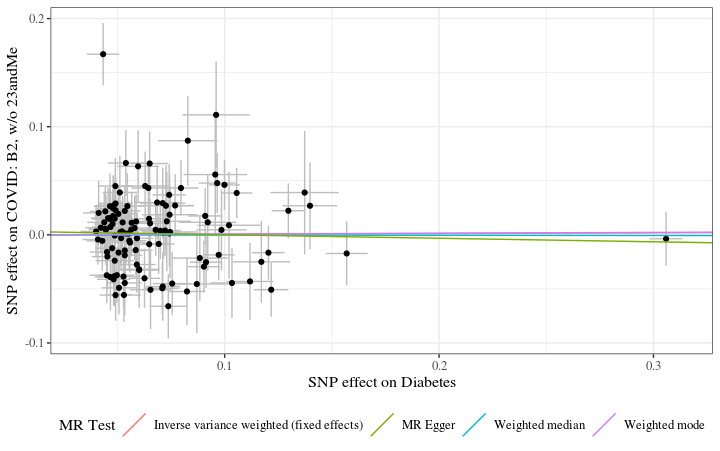 0.2
0.1
0.0
-0.1
SNP effect on COVID: B2, w/o 23andMe
0.1
0.2
0.3
SNP effect on Diabetes
MR Test
Inverse variance weighted (fixed effects)
MR Egger
Weighted median
Weighted mode